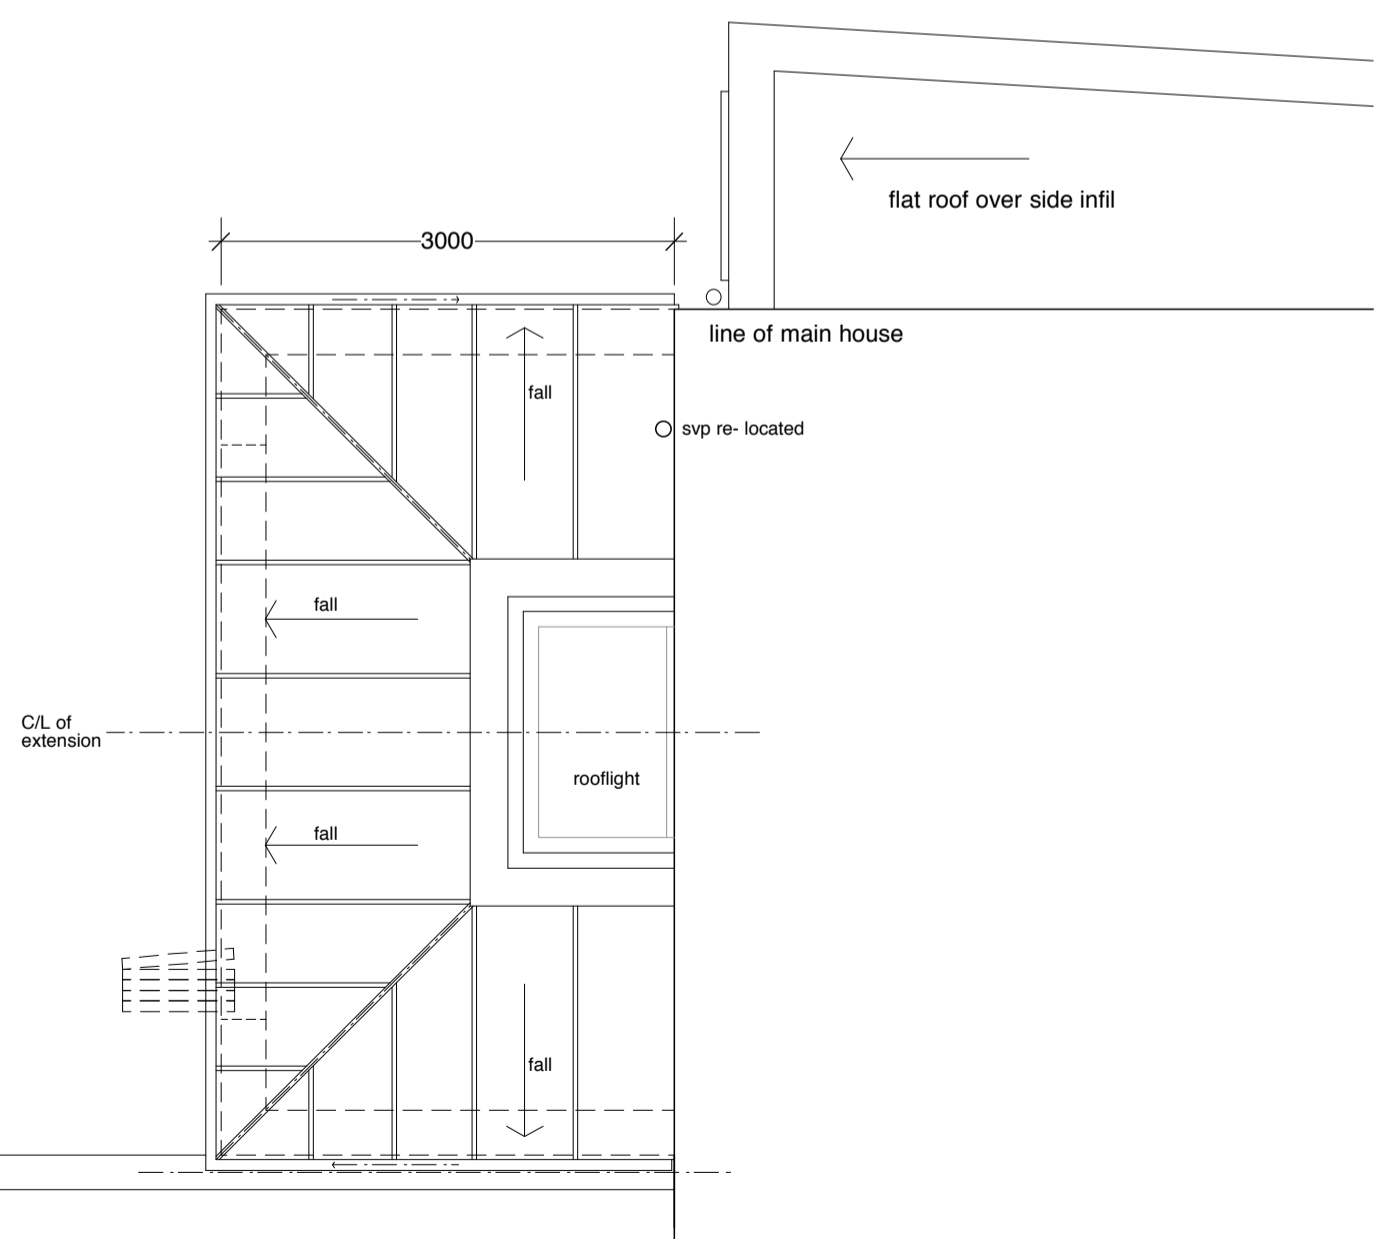 flat roof over side infil
3000
line of main house
fall
svp re- located
fall
C/L of
extension
rooflight
fall
fall